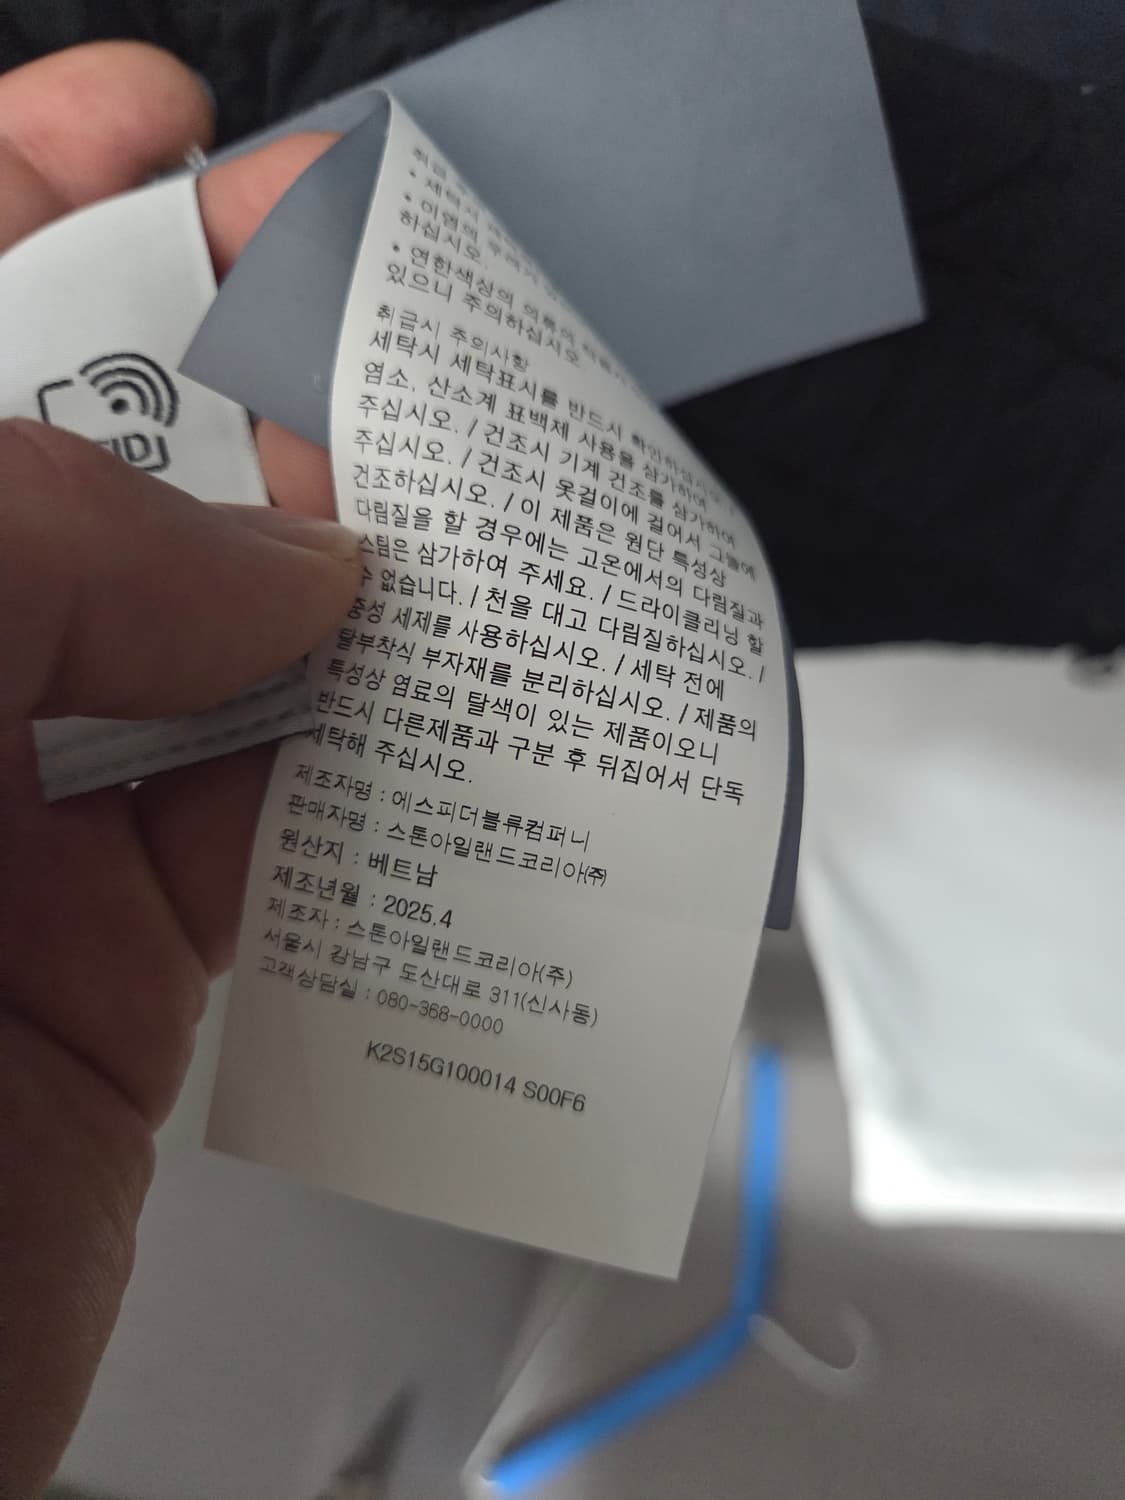 RFID
취급
하십시오
• 연한색상의 의류에
있으니 주의하십시오
취급시 주의사항
세탁시 세탁표시를 반드시 확인하십시오
염소, 산소계 표백제 사용을 삼가하여
주십시오. / 건조시 기계 건조를 삼가하여
주십시오. / 건조시 옷걸이에 걸어서 그늘에
건조하십시오. / 이 제품은 원단 특성상
다림질을 할 경우에는 고온에서의 다림질과
스팀은 삼가하여 주세요. / 드라이클리닝 할
수 없습니다. / 천을 대고 다림질하십시오. /
중성 세제를 사용하십시오. / 세탁 전에
탈부착식 부자재를 분리하십시오. / 제품의
특성상 염료의 탈색이 있는 제품이오니
반드시 다른제품과 구분 후 뒤집어서 단독
세탁해 주십시오.
제조자명 : 에스피더블류컴퍼니
판매자명 : 스톤아일랜드코리아㈜
원산지 : 베트남
제조년월 : 2025.4
제조자 : 스톤아일랜드코리아(주)
서울시 강남구 도산대로 311(신사동)
고객상담실 : 080-368-0000
K2S15G100014 S00F6